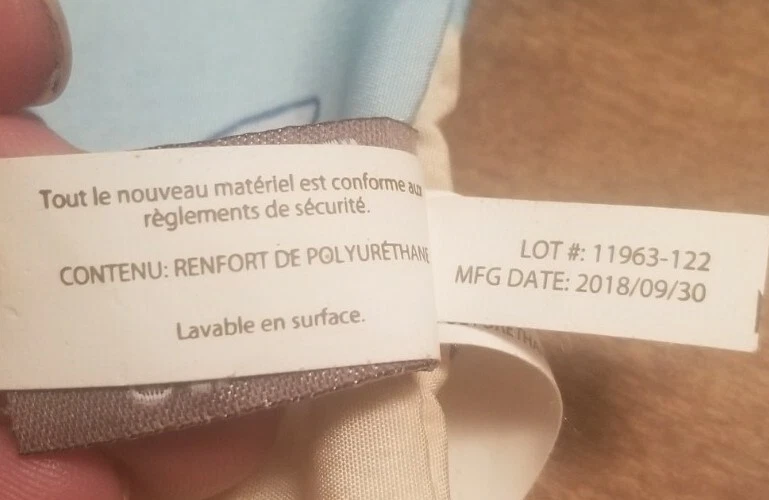 Tout le nouveau matériel est conforme aux
règlements de sécurité.
CONTENU: RENFORT DE POLYURÉTHANE
Lavable en surface.
LOT #: 11963-122
MFG DATE: 2018/09/30